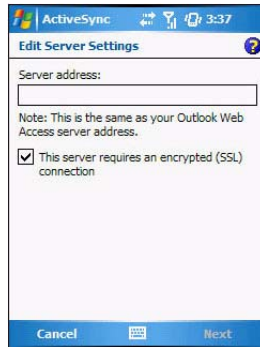 ActiveSync 3:37
Edit Server Settings ?
Server address:
Note: This is the same as your Outlook Web
Access server address.
This server requires an encrypted (SSL)
connection
Cancel Next